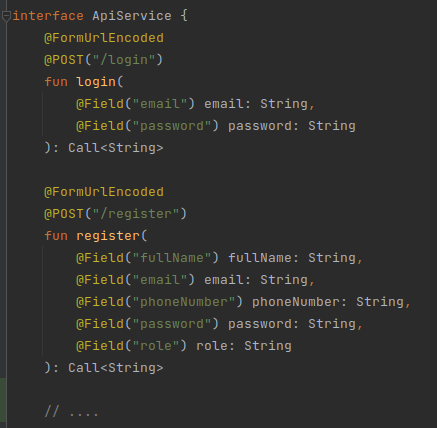 interface ApiService {
    @FormUrlEncoded
    @POST("/login")
    fun login(
        @Field("email") email: String,
        @Field("password") password: String
    ): Call<String>

    @FormUrlEncoded
    @POST("/register")
    fun register(
        @Field("fullName") fullName: String,
        @Field("email") email: String,
        @Field("phoneNumber") phoneNumber: String,
        @Field("password") password: String,
        @Field("role") role: String
    ): Call<String>

    // ....